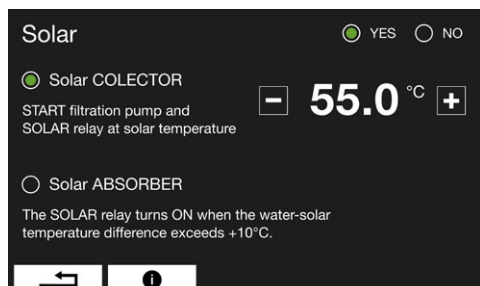 Solar
YES NO
Solar COLECTOR
START filtration pump and
SOLAR relay at solar temperature
- 55.0 °C +
Solar ABSORBER
The SOLAR relay turns ON when the water-solar
temperature difference exceeds +10°C.
i